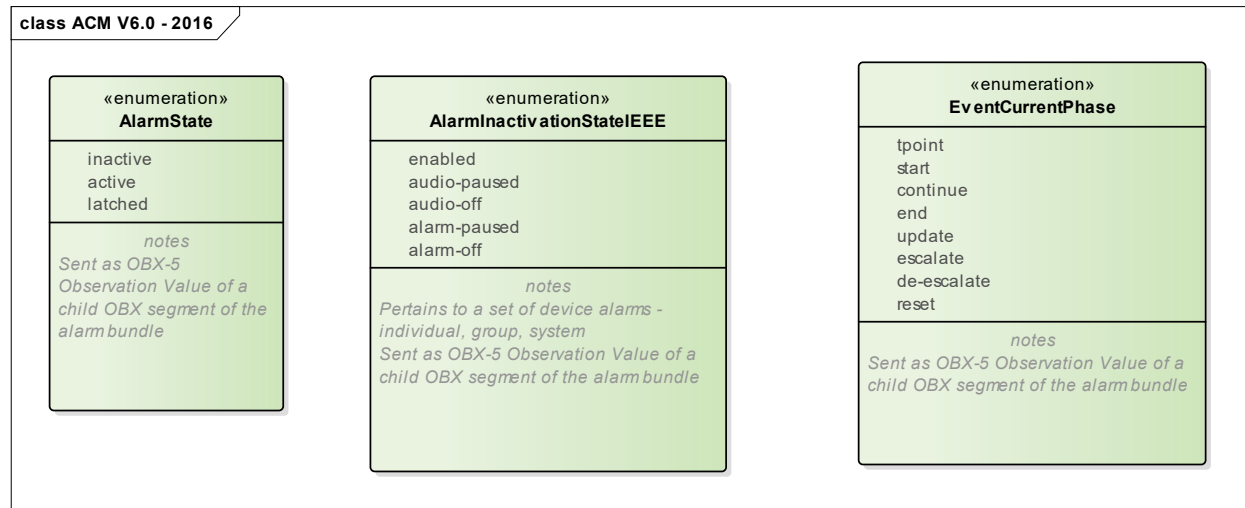 class ACM V6.0 - 2016
«enumeration»
AlarmState
inactive
active
latched
notes
Sent as OBX-5
Observation Value of a
child OBX segment of the
alarm bundle
«enumeration»
AlarmInactivationStateIEEE
enabled
audio-paused
audio-off
alarm-paused
alarm-off
notes
Pertains to a set of device alarms -
individual, group, system
Sent as OBX-5 Observation Value of a
child OBX segment of the alarm bundle
«enumeration»
EventCurrentPhase
tpoint
start
continue
end
update
escalate
de-escalate
reset
notes
Sent as OBX-5 Observation Value of a
child OBX segment of the alarm bundle